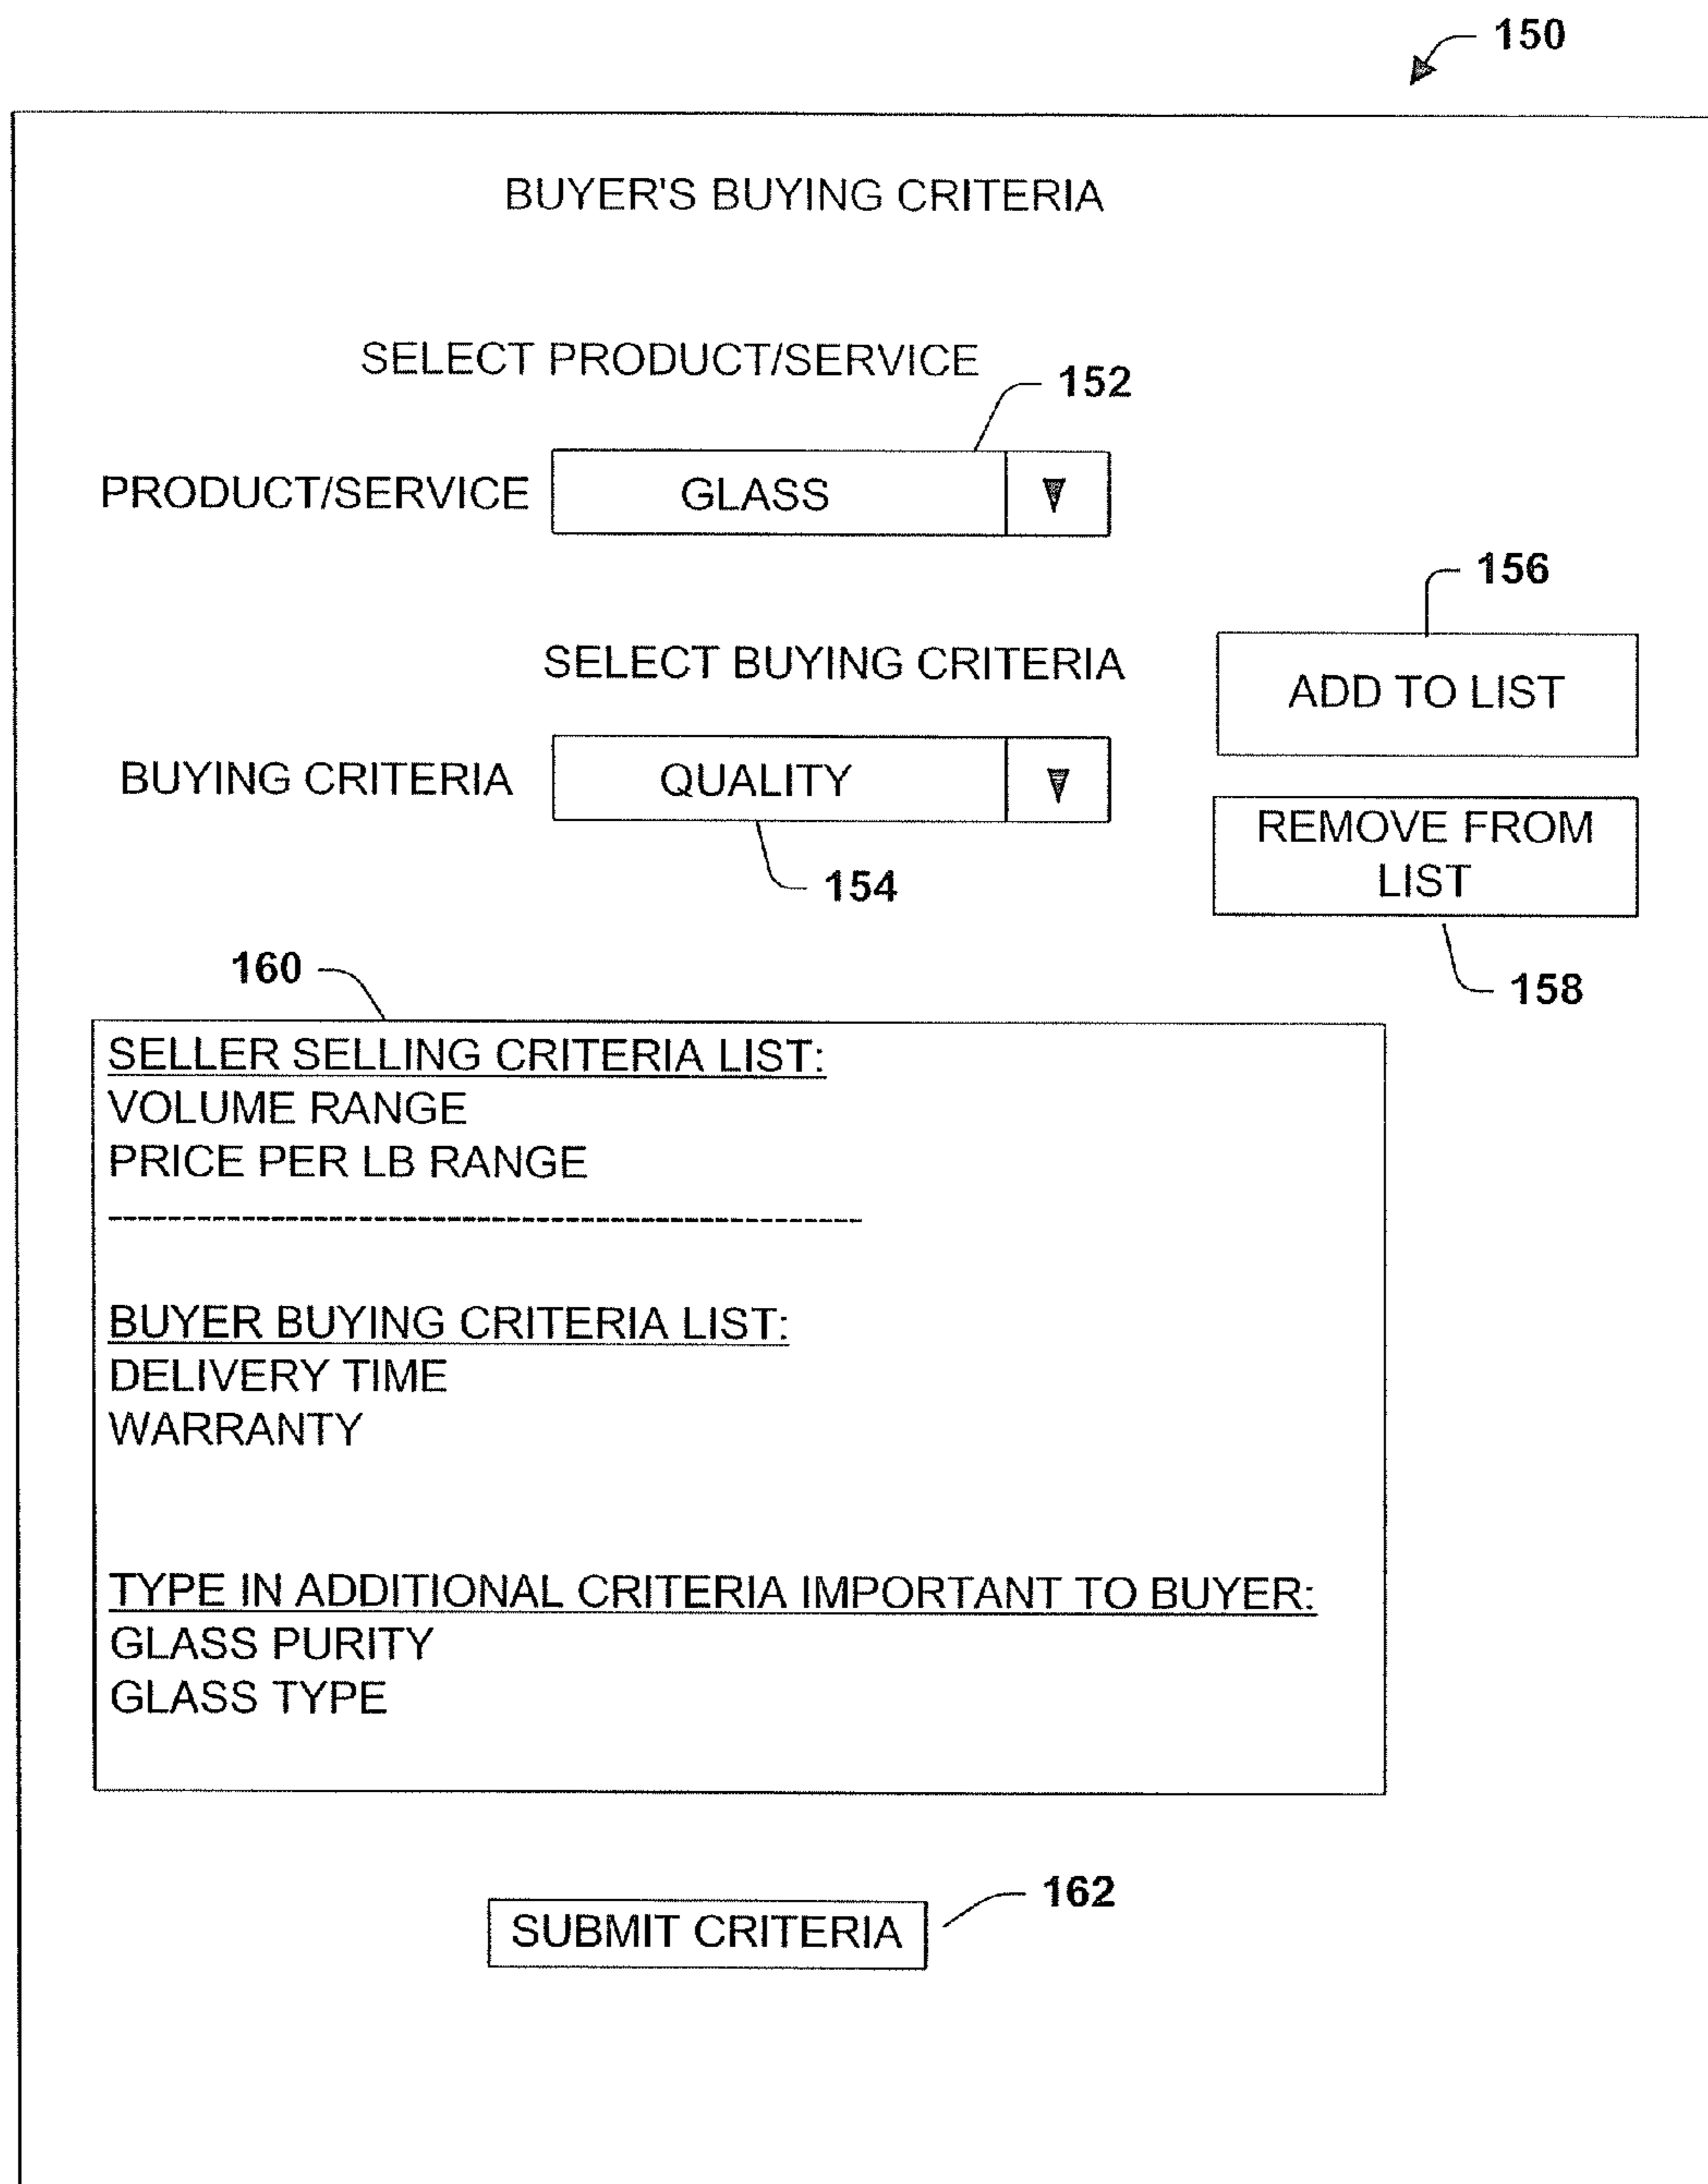 150
BUYER'S BUYING CRITERIA
SELECT PRODUCT/SERVICE
152
PRODUCT/SERVICE GLASS
156
SELECT BUYING CRITERIA
ADD TO LIST
BUYING CRITERIA QUALITY
REMOVE FROM
LIST
154
160
158
SELLER SELLING CRITERIA LIST:
VOLUME RANGE
PRICE PER LB RANGE
--------------------------------------------------
BUYER BUYING CRITERIA LIST:
DELIVERY TIME
WARRANTY
TYPE IN ADDITIONAL CRITERIA IMPORTANT TO BUYER:
GLASS PURITY
GLASS TYPE
162
SUBMIT CRITERIA